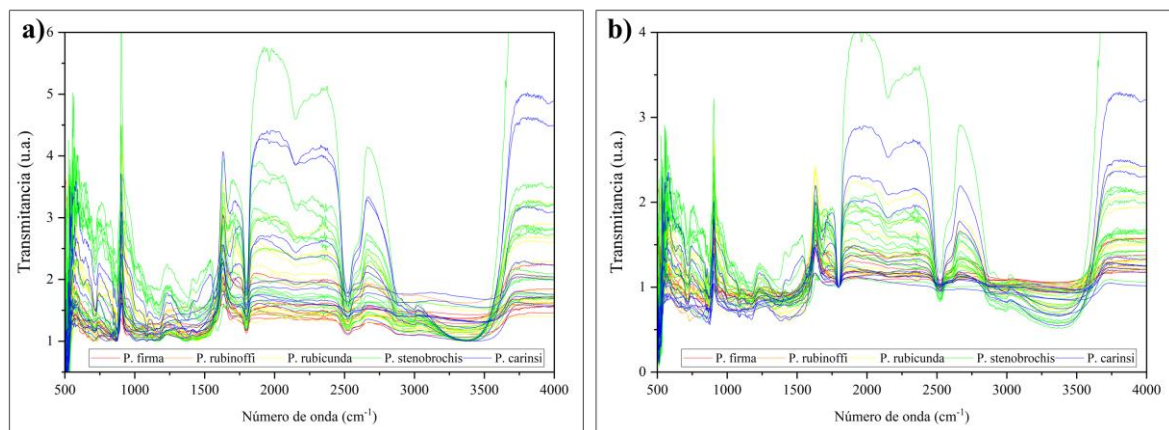 a)
6
5
4
3
2
1
Transmitancia (u.a.)
P. firma P. rubinoffi P. rubicunda P. stenobrochis P. carinsi
500 1000 1500 2000 2500 3000 3500 4000
Número de onda (cm-1)
b)
4
3
2
1
0
Transmitancia (u.a.)
P. firma P. rubinoffi P. rubicunda P. stenobrochis P. carinsi
500 1000 1500 2000 2500 3000 3500 4000
Número de onda (cm-1)